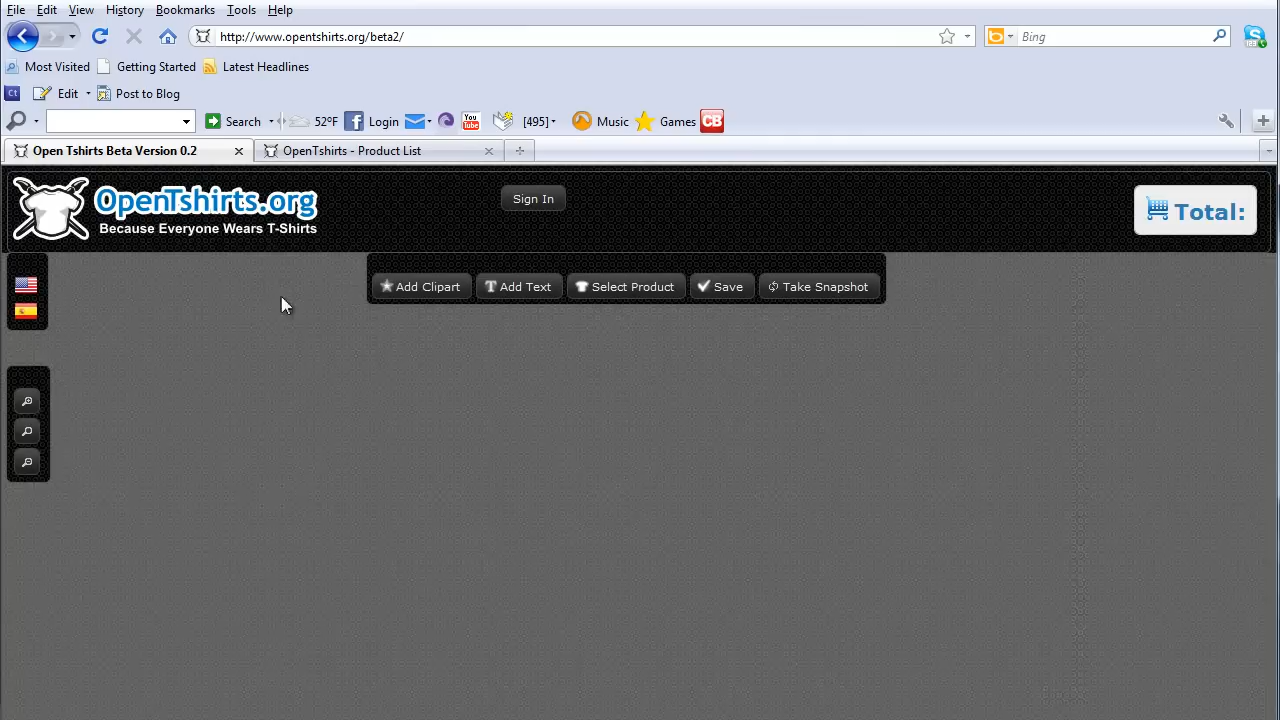 File Edit View History Bookmarks Tools Help
http://www.opentshirts.org/beta2/
Bing
Most Visited Getting Started Latest Headlines
Ct Edit Post to Blog
Search 52°F Login You Tube [495] Music Games CB
Open Tshirts Beta Version 0.2 OpenTshirts - Product List
OpenTshirts.org
Because Everyone Wears T-Shirts
Sign In
Total:
Add Clipart Add Text Select Product Save Take Snapshot